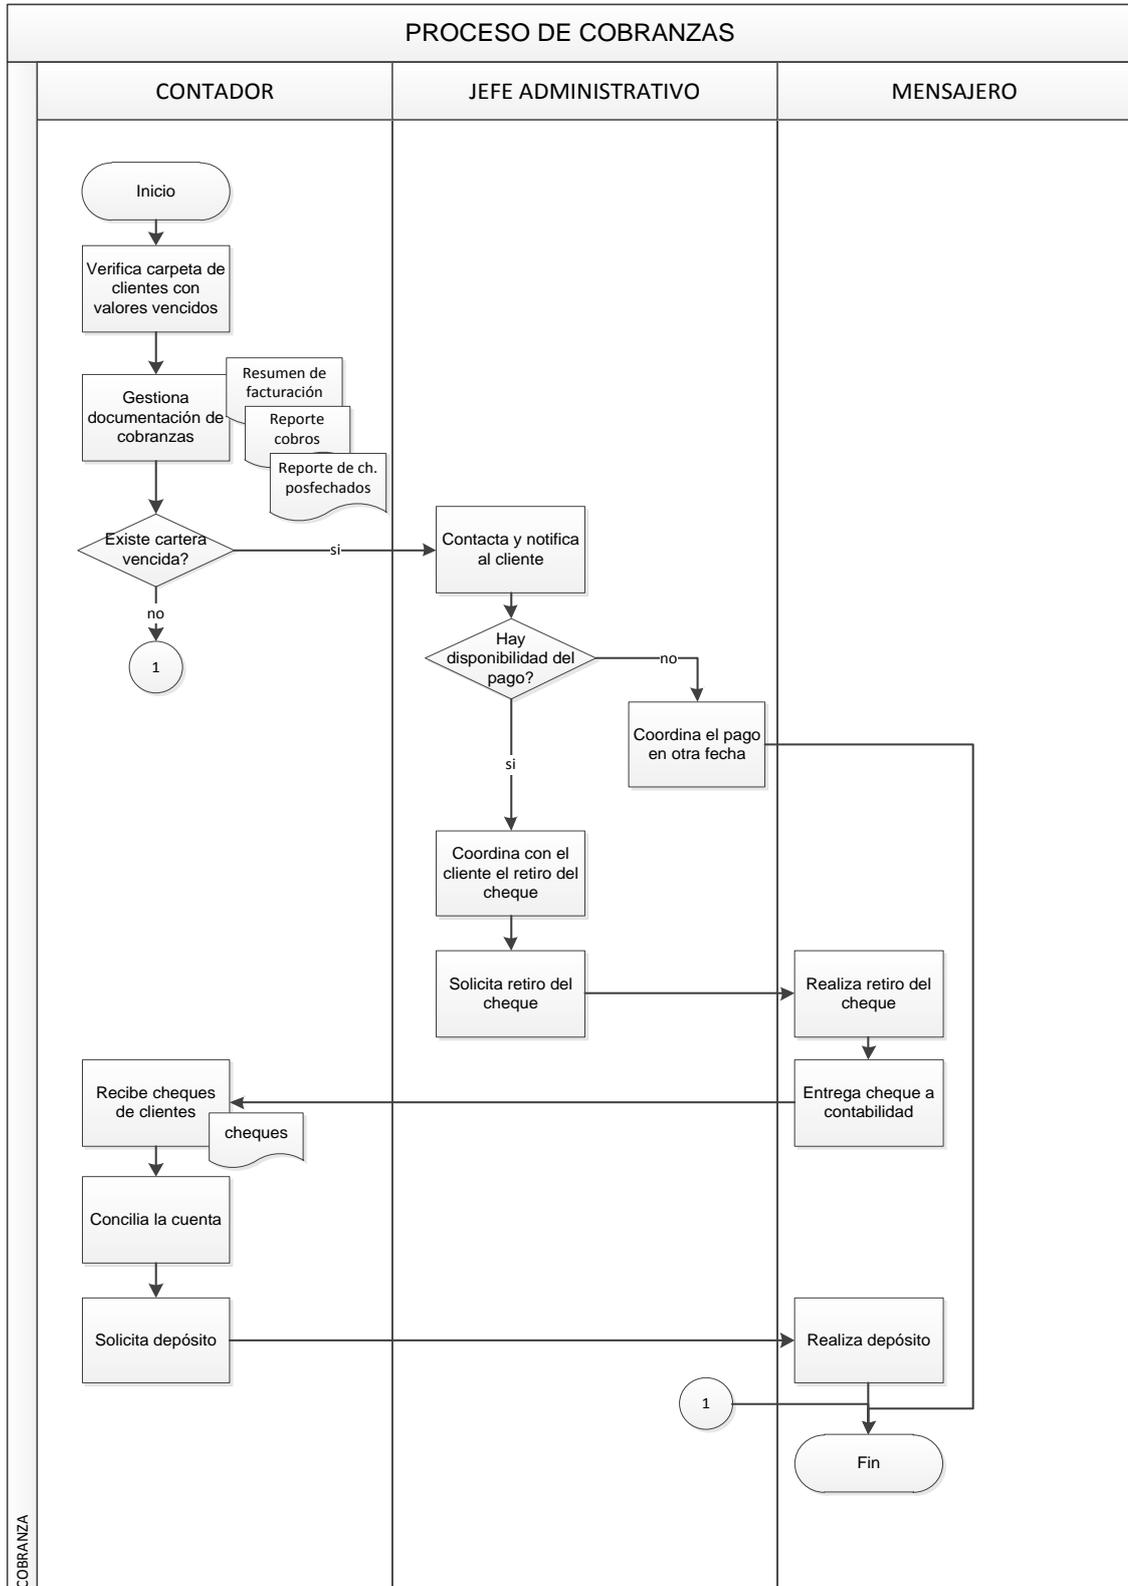 PROCESO DE COBRANZAS
CONTADOR
JEFE ADMINISTRATIVO
MENSAJERO
Inicio
Verifica carpeta de
clientes con
valores vencidos
Gestiona
documentación de
cobranzas
Resumen de
facturación
Reporte
cobros
Reporte de ch.
posfechados
Existe cartera
vencida?
si
no
1
Contacta y notifica
al cliente
Hay
disponibilidad del
pago?
no
Coordina el pago
en otra fecha
si
Coordina con el
cliente el retiro del
cheque
Solicita retiro del
cheque
Realiza retiro del
cheque
Entrega cheque a
contabilidad
Recibe cheques
de clientes
cheques
Concilia la cuenta
Solicita depósito
Realiza depósito
1
Fin
COBRANZA